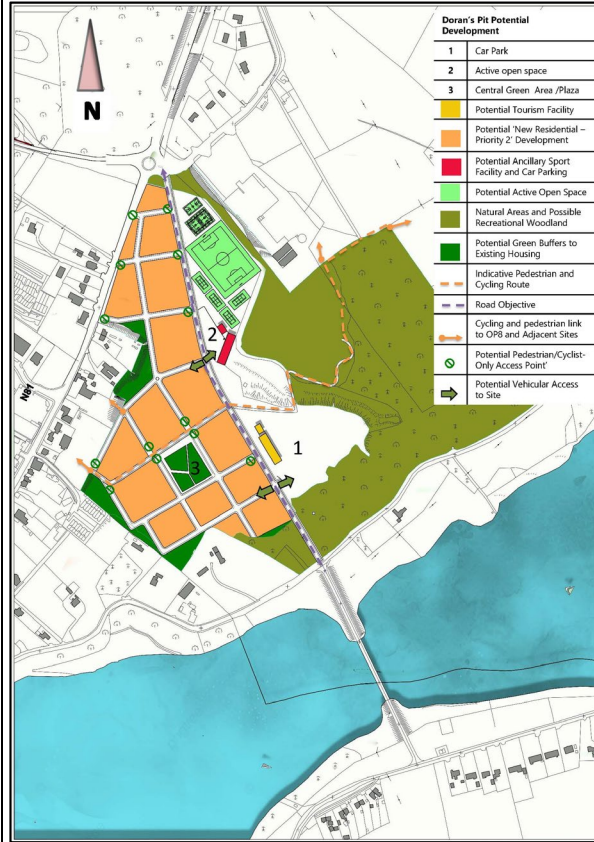 N
Doran's Pit Potential
Development
1 Car Park
2 Active open space
3 Central Green Area /Plaza
Potential Tourism Facility
Potential 'New Residential –
Priority 2' Development
Potential Ancillary Sport
Facility and Car Parking
Potential Active Open Space
Natural Areas and Possible
Recreational Woodland
Potential Green Buffers to
Existing Housing
Indicative Pedestrian and
Cycling Route
Road Objective
Cycling and pedestrian link
to OP8 and Adjacent Sites
Potential Pedestrian/Cyclist-
Only Access Point'
Potential Vehicular Access
to Site
2
N81
1
3